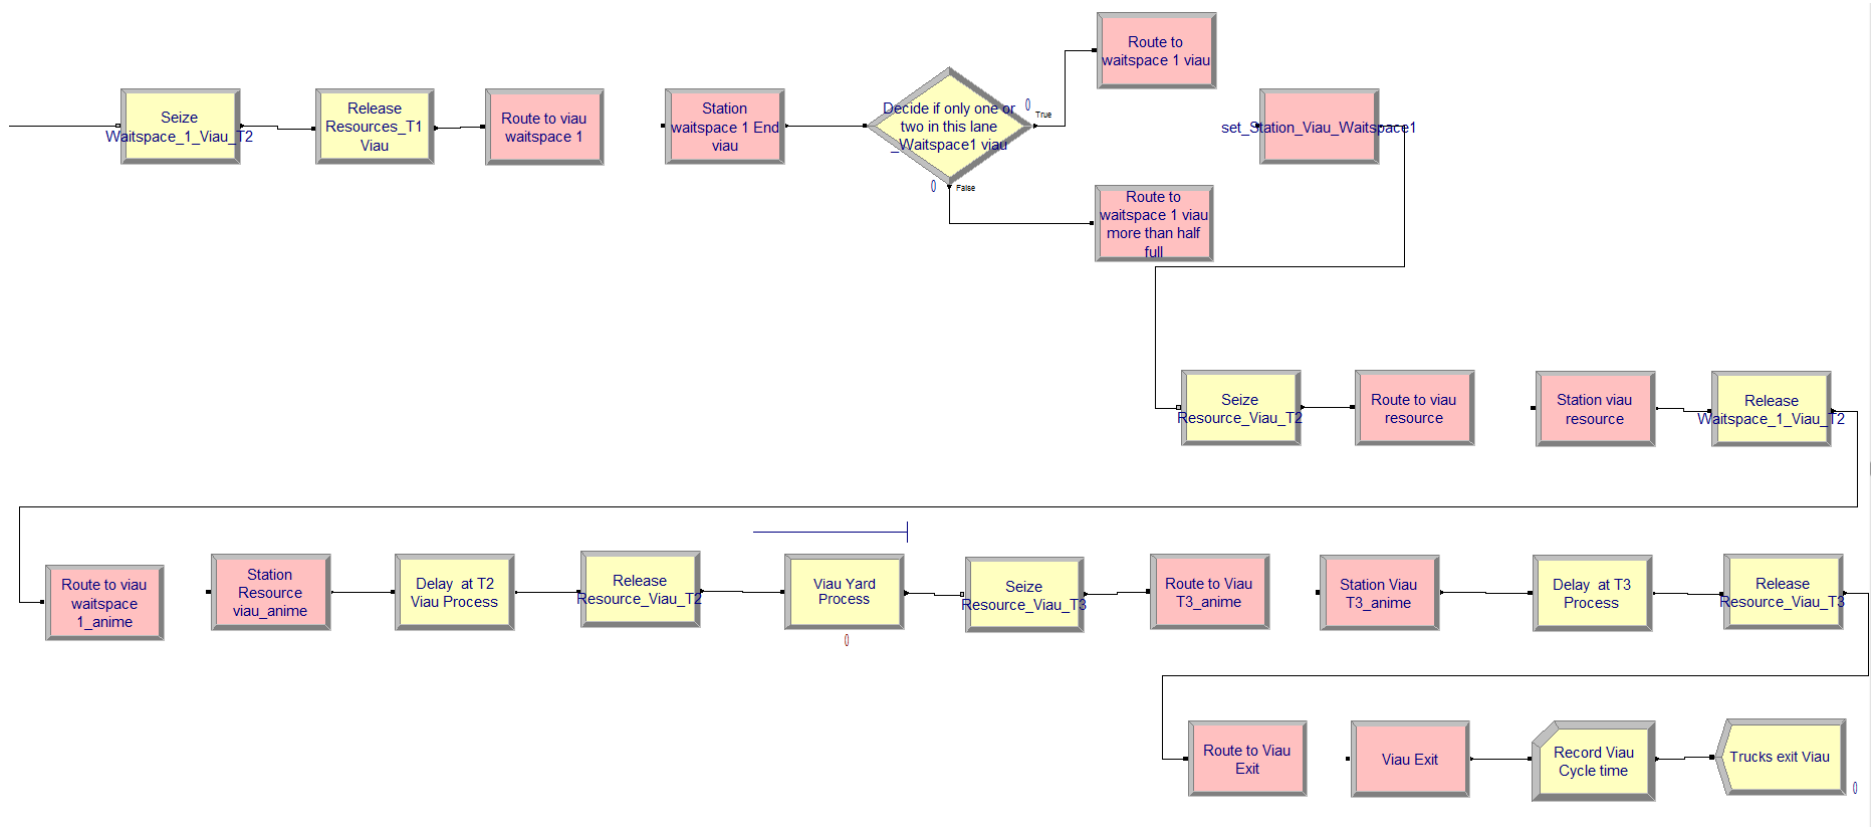 Seize
Waitspace_1_Viau_T2
Release
Resources_T1
Viau
Route to viau
waitspace 1
Station
waitspace 1 End
viau
Decide if only one or
two in this lane
_Waitspace1 viau
0
True
0
False
Route to
waitspace 1 viau
Route to
waitspace 1 viau
more than half
full
set_Station_Viau_Waitspace1
Seize
Resource_Viau_T2
Route to viau
resource
Station viau
resource
Release
Waitspace_1_Viau_T2
Route to viau
waitspace
1_anime
Station
Resource
viau_anime
Delay at T2
Viau Process
Release
Resource_Viau_T2
Viau Yard
Process
0
Seize
Resource_Viau_T3
Route to Viau
T3_anime
Station Viau
T3_anime
Delay at T3
Process
Release
Resource_Viau_T3
Route to Viau
Exit
Viau Exit
Record Viau
Cycle time
Trucks exit Viau
0